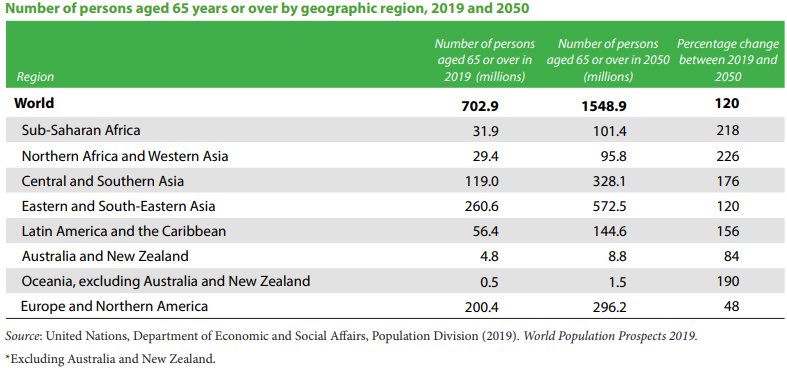 Number of persons aged 65 years or over by geographic region, 2019 and 2050
Region Number of persons aged 65 or over in 2019 (millions) Number of persons aged 65 or over in 2050 (millions) Percentage change between 2019 and 2050
World 702.9 1548.9 120
Sub-Saharan Africa 31.9 101.4 218
Northern Africa and Western Asia 29.4 95.8 226
Central and Southern Asia 119.0 328.1 176
Eastern and South-Eastern Asia 260.6 572.5 120
Latin America and the Caribbean 56.4 144.6 156
Australia and New Zealand 4.8 8.8 84
Oceania, excluding Australia and New Zealand 0.5 1.5 190
Europe and Northern America 200.4 296.2 48
Source: United Nations, Department of Economic and Social Affairs, Population Division (2019). World Population Prospects 2019.
*Excluding Australia and New Zealand.